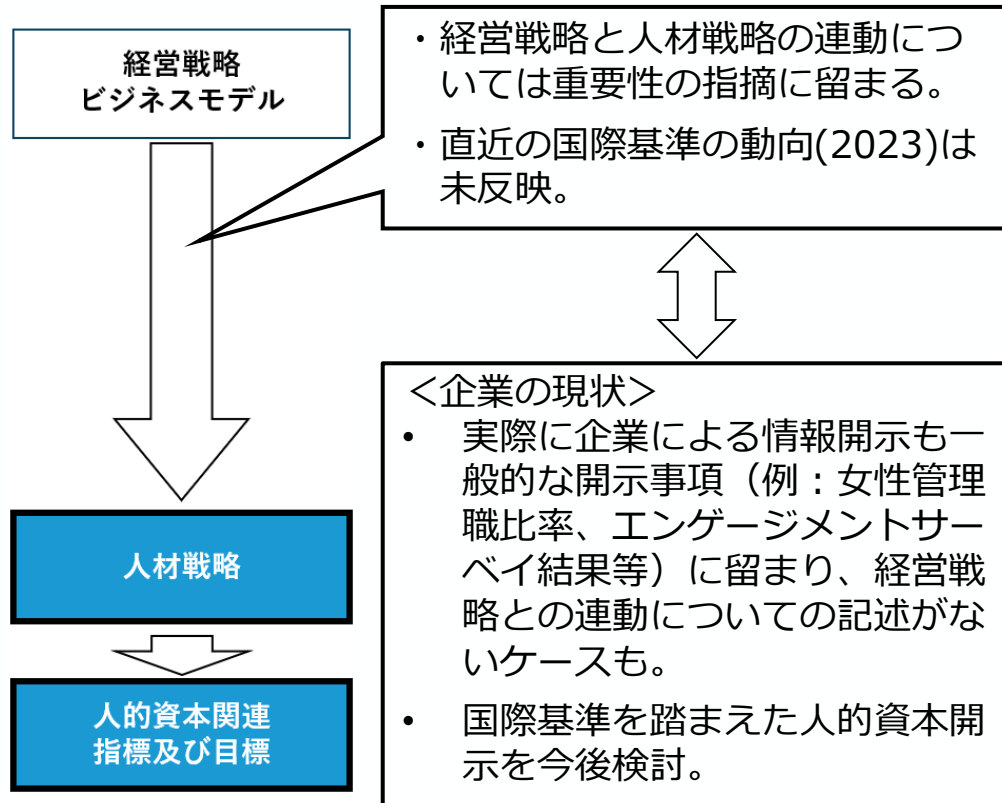 経営戦略
ビジネスモデル
・経営戦略と人材戦略の連動につ
いては重要性の指摘に留まる。
・直近の国際基準の動向(2023)は
未反映。
＜企業の現状＞
• 実際に企業による情報開示も一
般的な開示事項（例：女性管理
職比率、エンゲージメントサー
ベイ結果等）に留まり、経営戦
略との連動についての記述がな
いケースも。
• 国際基準を踏まえた人的資本開
示を今後検討。
人材戦略
人的資本関連
指標及び目標